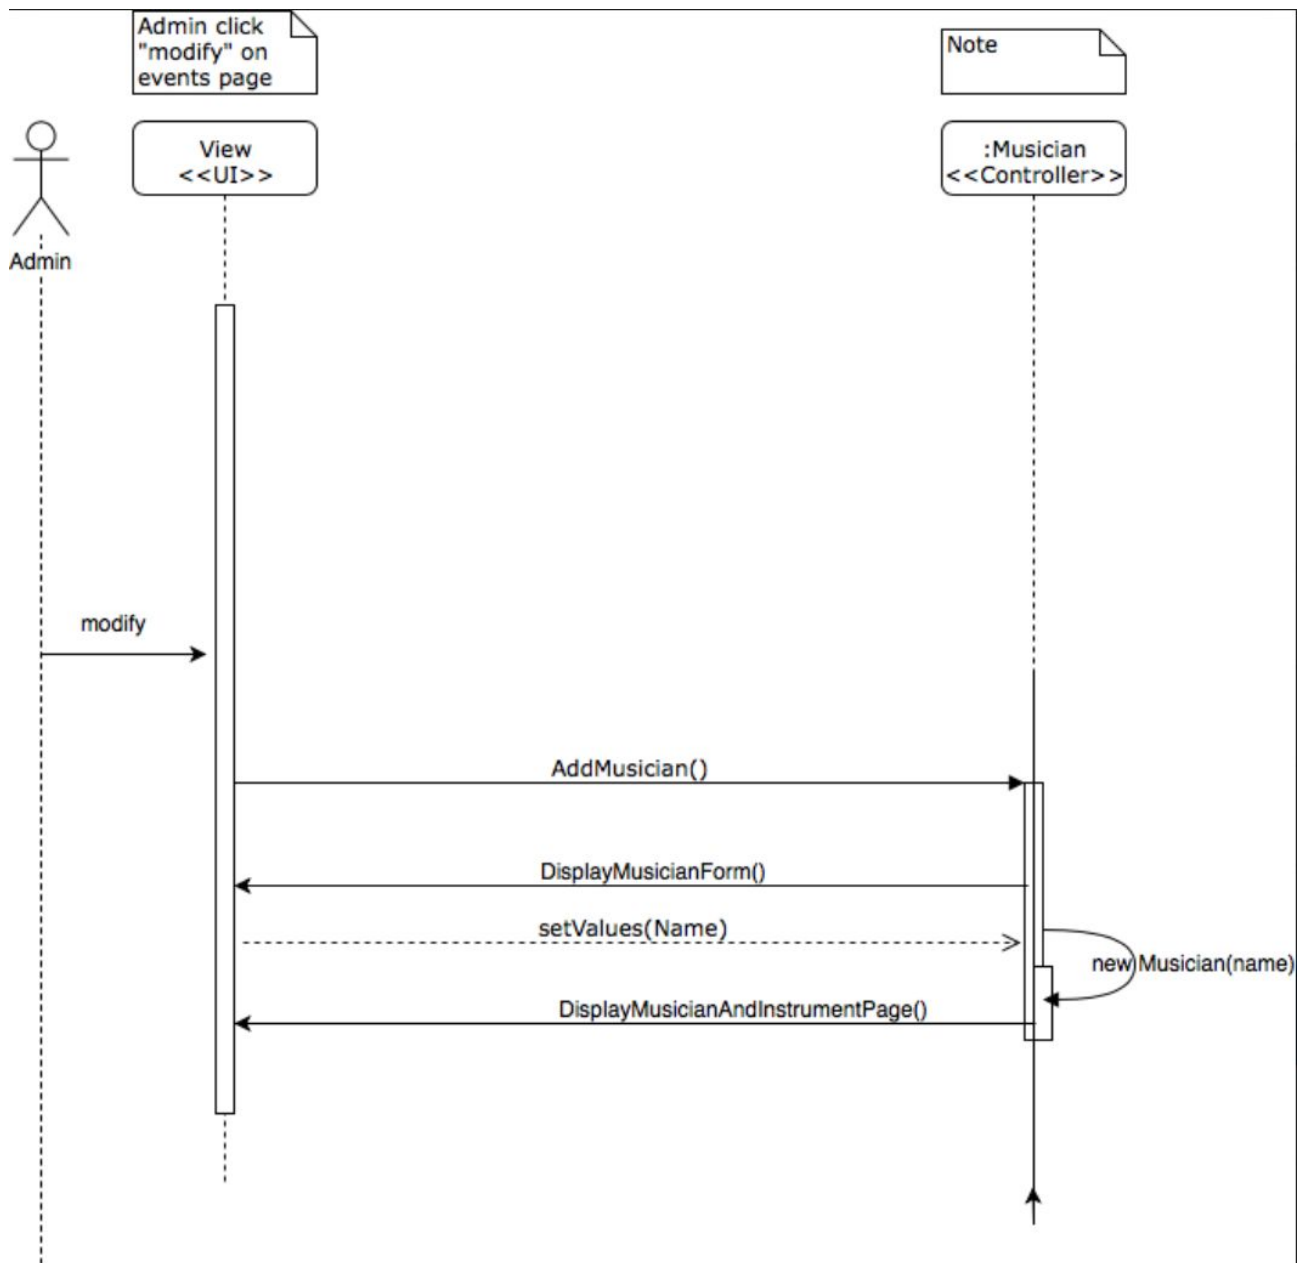 Admin click
"modify" on
events page
Note
View
<<UI>>
:Musician
<<Controller>>
Admin
modify
AddMusician()
DisplayMusicianForm()
setValues(Name)
new Musician(name)
DisplayMusicianAndInstrumentPage()